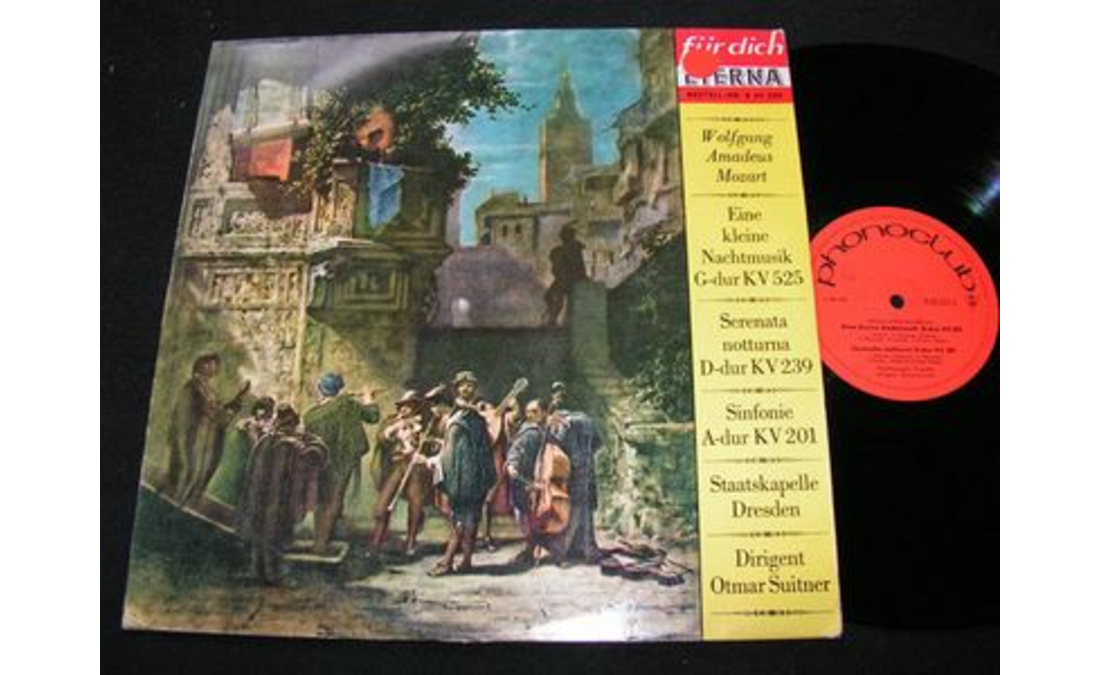 für dich
ETERNA
Wolfgang
Amadeus
Mozart
Eine
kleine
Nachtmusik
G-dur KV 525
Serenata
notturna
D-dur KV 239
Sinfonie
A-dur KV 201
Staatskapelle
Dresden
Dirigent
Otmar Suitner
phonoclub